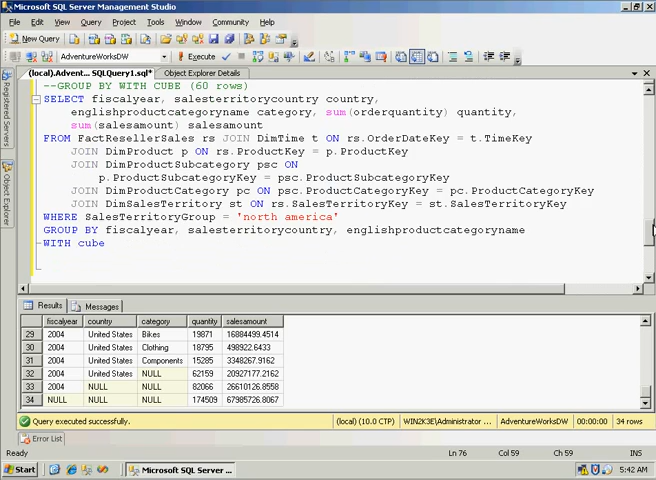 Microsoft SQL Server Management Studio
File Edit View Query Project Tools Window Community Help
New Query
AdventureWorksDW Execute
(local).Advent... SQLQuery1.sql* Object Explorer Details
Registered Servers
Object Explorer
--GROUP BY WITH CUBE (60 rows)
SELECT fiscalyear, salesterritorycountry country,
englishproductcategoryname category, sum(orderquantity) quantity,
sum(salesamount) salesamount
FROM FactResellerSales rs JOIN DimTime t ON rs.OrderDateKey = t.TimeKey
JOIN DimProduct p ON rs.ProductKey = p.ProductKey
JOIN DimProductSubcategory psc ON
p.ProductSubcategoryKey = psc.ProductSubcategoryKey
JOIN DimProductCategory pc ON psc.ProductCategoryKey = pc.ProductCategoryKey
JOIN DimSalesTerritory st ON rs.SalesTerritoryKey = st.SalesTerritoryKey
WHERE SalesTerritoryGroup = 'north america'
GROUP BY fiscalyear, salesterritorycountry, englishproductcategoryname
WITH cube
Results Messages
fiscalyear country category quantity salesamount
29 2004 United States Bikes 19871 16884499.4514
30 2004 United States Clothing 18795 498922.6433
31 2004 United States Components 15285 3348267.9162
32 2004 United States NULL 62159 20927177.2162
33 2004 NULL NULL 82066 26610126.8558
34 NULL NULL NULL 174509 67985726.8067
Query executed successfully. (local) (10.0 CTP) WIN2K3E\Administrator ... AdventureWorksDW 00:00:00 34 rows
Error List
Ready Ln 76 Col 59 Ch 59 INS
Start Microsoft SQL Server ... 5:42 AM